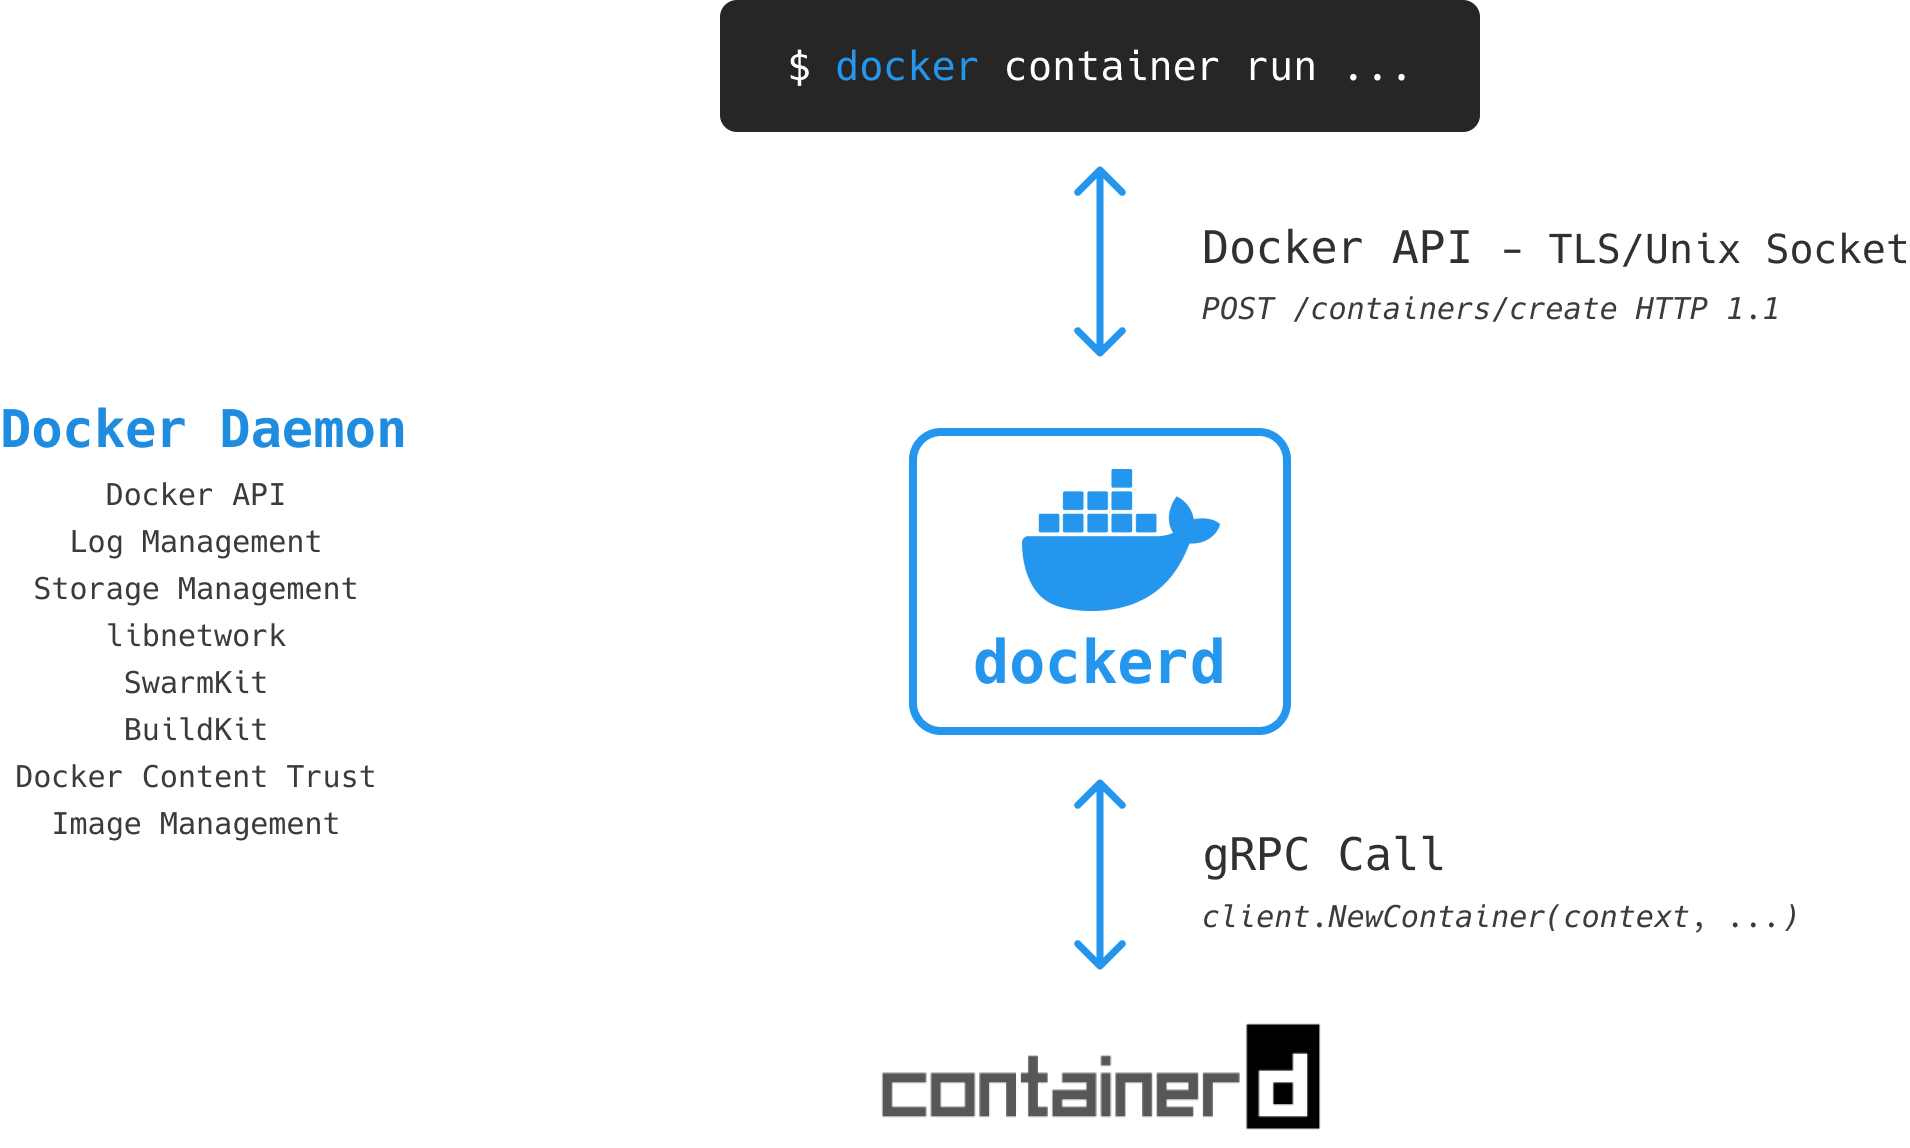 $ docker container run ...
Docker API - TLS/Unix Socket
POST /containers/create HTTP 1.1
Docker Daemon
Docker API
Log Management
Storage Management
libnetwork
SwarmKit
BuildKit
Docker Content Trust
Image Management
dockerd
gRPC Call
client.NewContainer(context, ...)
containerd